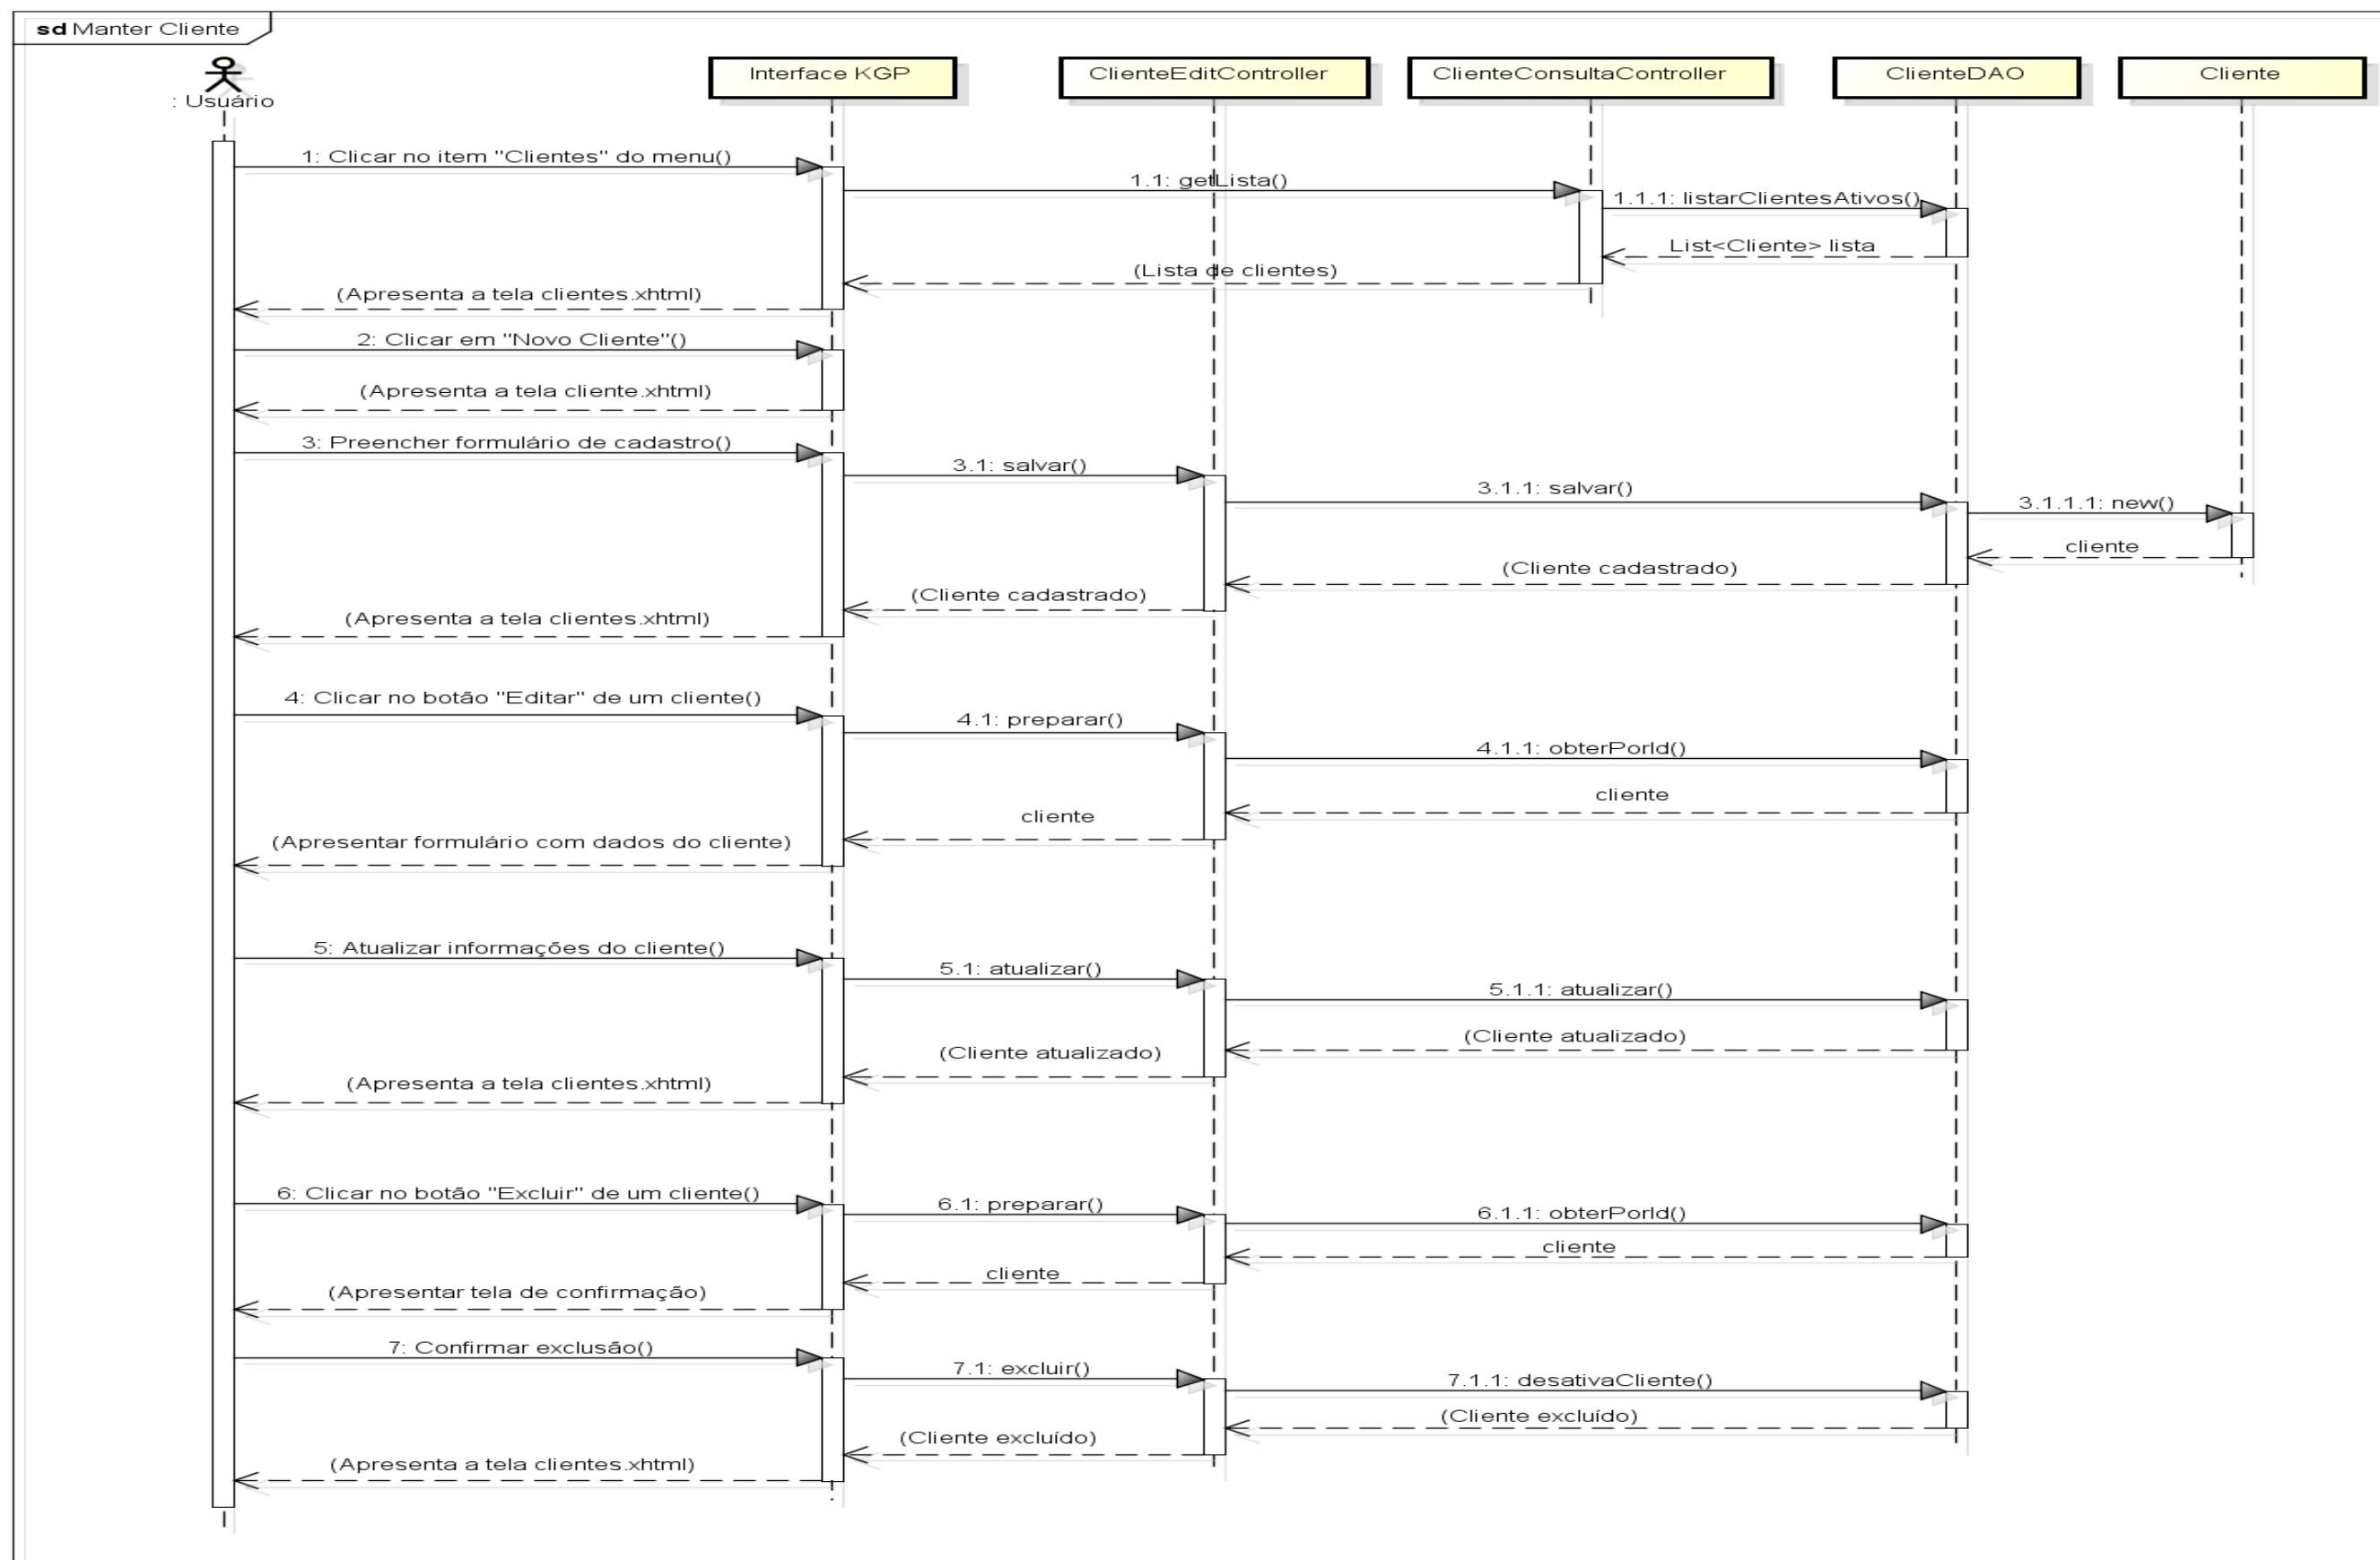 sd Manter Cliente
: Usuário
Interface KGP
ClienteEditController
ClienteConsultaController
ClienteDAO
Cliente
1: Clicar no item "Clientes" do menu()
1.1: getLista()
1.1.1: listarClientesAtivos()
List<Cliente> lista
(Lista de clientes)
(Apresenta a tela clientes.xhtml)
2: Clicar em "Novo Cliente"()
(Apresenta a tela cliente.xhtml)
3: Preencher formulário de cadastro()
3.1: salvar()
3.1.1: salvar()
3.1.1.1: new()
cliente
(Cliente cadastrado)
(Cliente cadastrado)
(Apresenta a tela clientes.xhtml)
4: Clicar no botão "Editar" de um cliente()
4.1: preparar()
4.1.1: obterPorId()
cliente
cliente
(Apresentar formulário com dados do cliente)
5: Atualizar informações do cliente()
5.1: atualizar()
5.1.1: atualizar()
(Cliente atualizado)
(Cliente atualizado)
(Apresenta a tela clientes.xhtml)
6: Clicar no botão "Excluir" de um cliente()
6.1: preparar()
6.1.1: obterPorId()
cliente
cliente
(Apresentar tela de confirmação)
7: Confirmar exclusão()
7.1: excluir()
7.1.1: desativaCliente()
(Cliente excluído)
(Cliente excluído)
(Apresenta a tela clientes.xhtml)